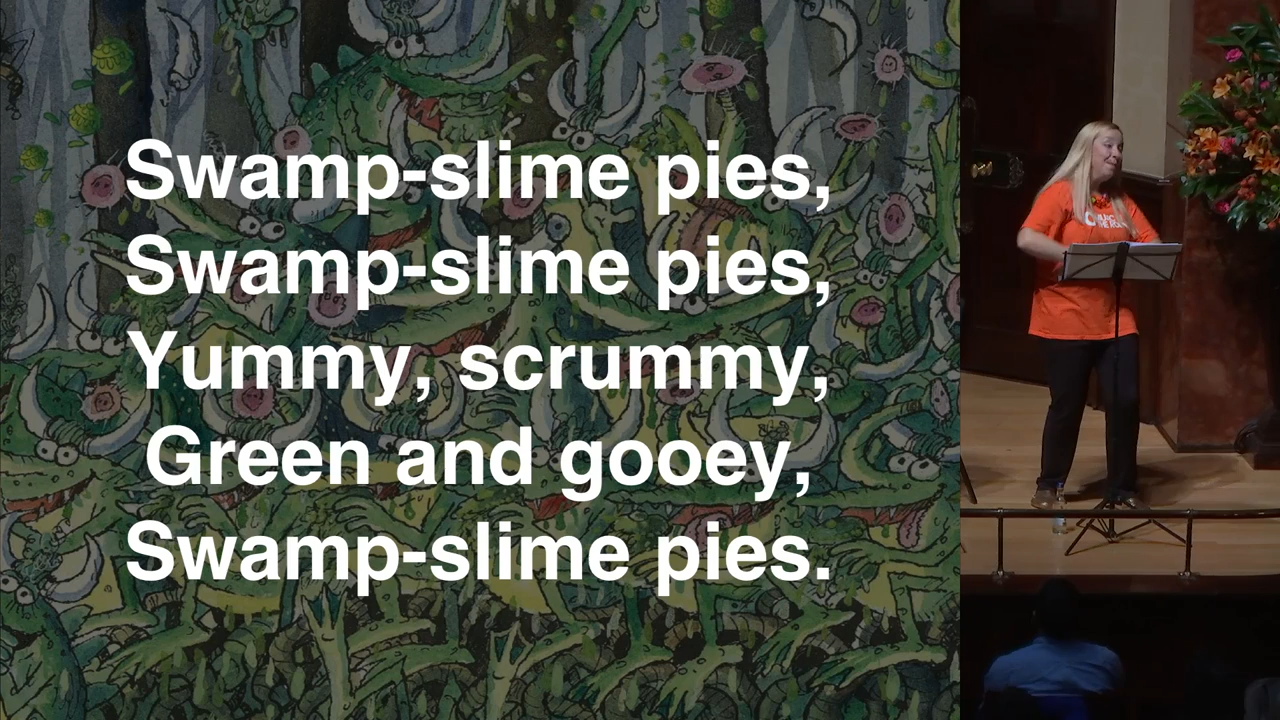 Swamp-slime pies,
Swamp-slime pies,
Yummy, scrummy,
Green and gooey,
Swamp-slime pies.